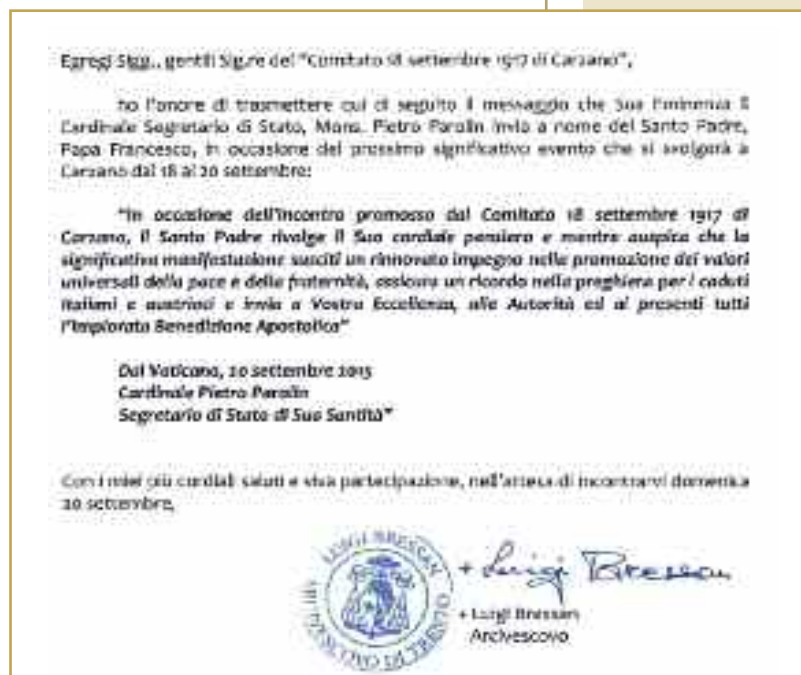 Egregi Sigg., gentili Sig.re del "Comitato 18 settembre 1917 di Carzano",
ho l'onore di trasmettere qui di seguito il messaggio che Sua Eminenza il
Cardinale Segretario di Stato, Mons. Pietro Parolin invia a nome del Santo Padre,
Papa Francesco, in occasione del prossimo significativo evento che si svolgerà a
Carzano dal 18 al 20 settembre:
"In occasione dell'incontro promosso dal Comitato 18 settembre 1917 di
Carzano, il Santo Padre rivolge il Suo cordiale pensiero e mentre auspica che la
significativa manifestazione susciti un rinnovato impegno nella promozione dei valori
universali della pace e della fraternità, assicura un ricordo nella preghiera per i caduti
italiani e austriaci e invia a Vostra Eccellenza, alle Autorità ed ai presenti tutti
l'implorata Benedizione Apostolica"
Dal Vaticano, 20 settembre 2015
Cardinale Pietro Parolin
Segretario di Stato di Sua Santità"
Con i miei più cordiali saluti e viva partecipazione, nell'attesa di incontrarvi domenica
20 settembre,
LUIGI BRESSAN
ARCIVESCOVO DI TRENTO
+ Luigi Bressan
+ Luigi Bressan
Arcivescovo